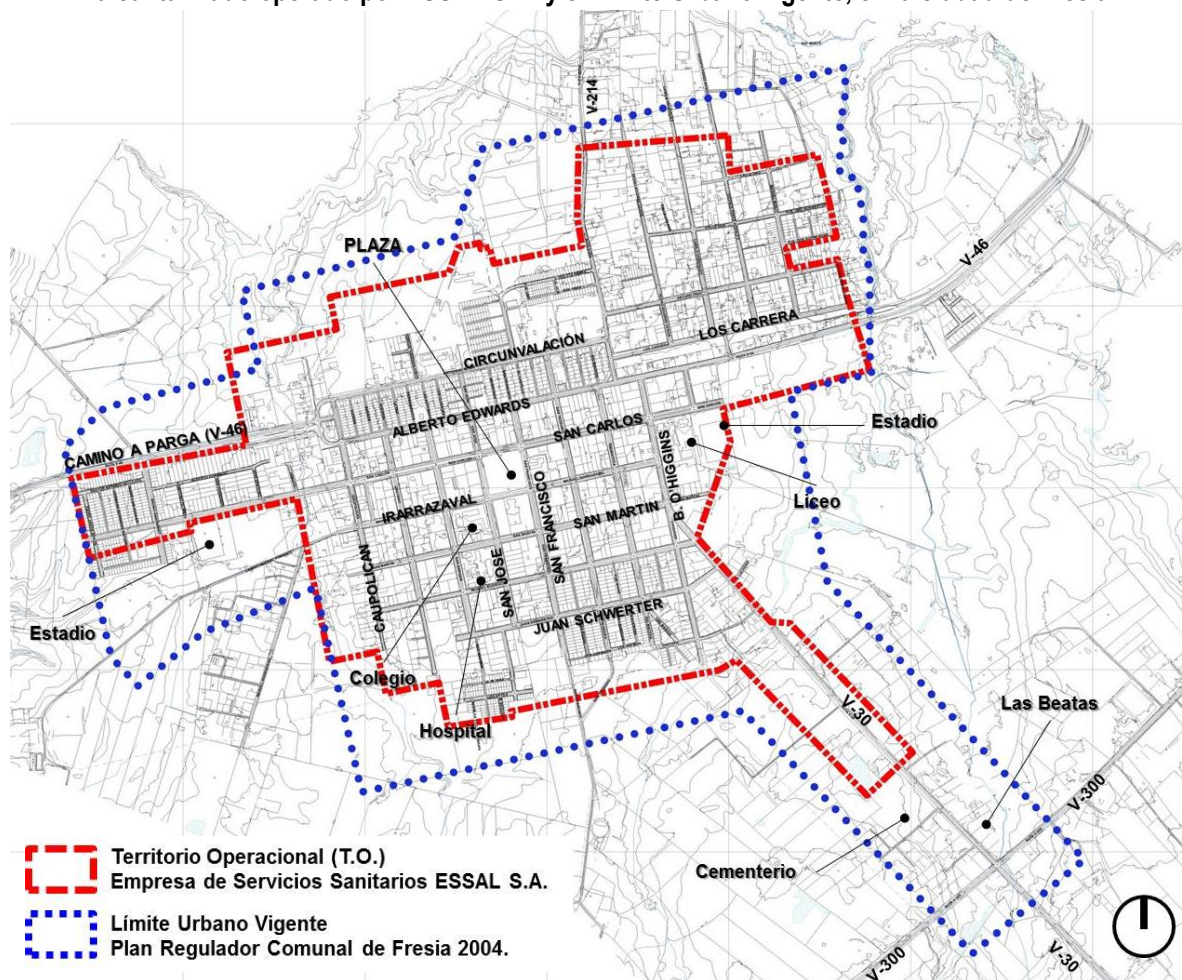 V-214
PLAZA
V-46
LOS CARRERA
CIRCUNVALACIÓN
ALBERTO EDWARDS
SAN CARLOS
Estadio
CAMINO A PARGA (V-46)
B. O'HIGGINS
Liceo
IRARRAZAVAL
SAN FRANCISCO
SAN MARTIN
CAUPOLICAN
SAN JOSE
JUAN SCHWERTER
Estadio
Colegio
Hospital
V-30
Las Beatas
V-300
Cementerio
Territorio Operacional (T.O.)
Empresa de Servicios Sanitarios ESSAL S.A.
Límite Urbano Vigente
Plan Regulador Comunal de Fresia 2004.
V-300
V-30